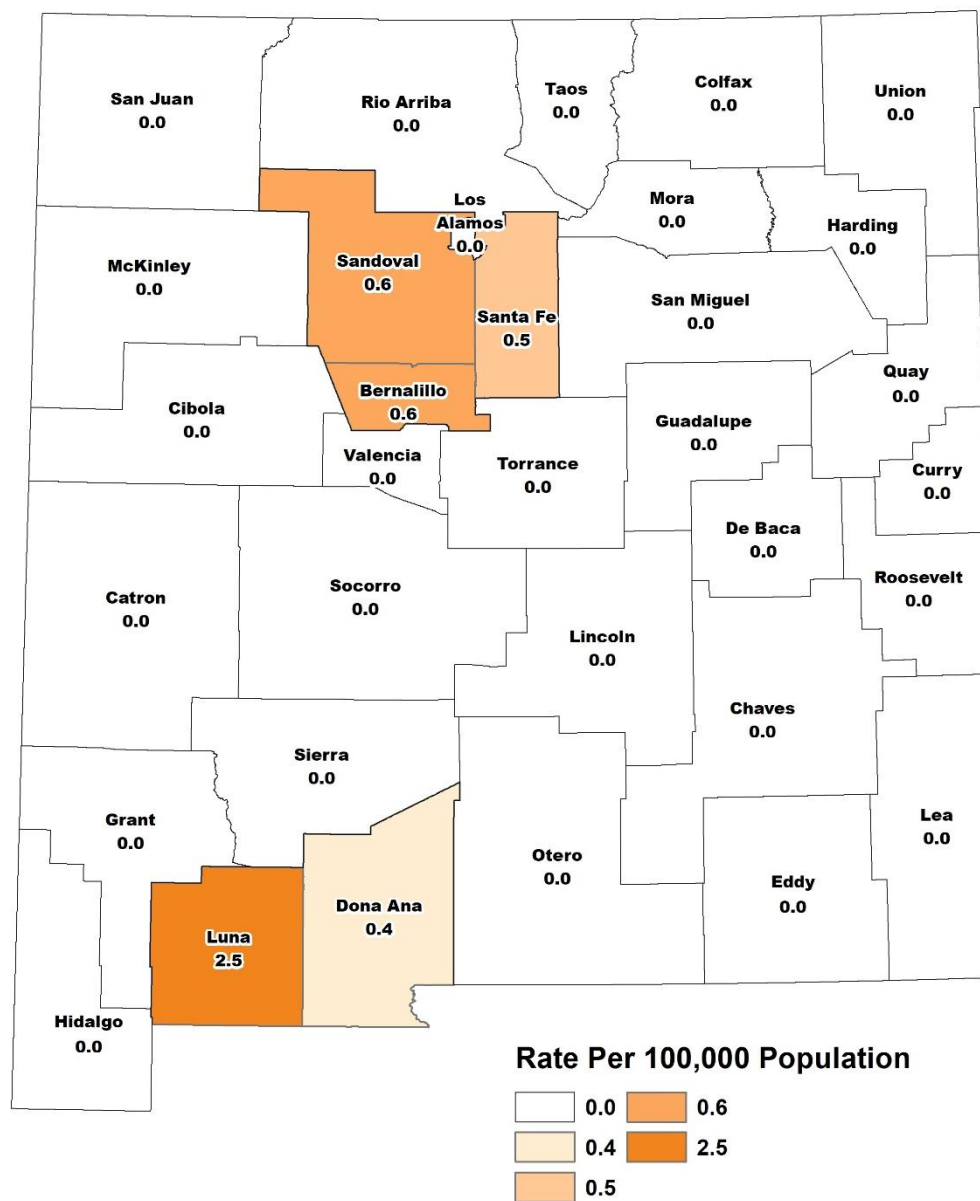 San Juan
0.0
Rio Arriba
0.0
Taos
0.0
Colfax
0.0
Union
0.0
Los
Alamos
0.0
Mora
0.0
Harding
0.0
McKinley
0.0
Sandoval
0.6
Santa Fe
0.5
San Miguel
0.0
Quay
0.0
Cibola
0.0
Bernalillo
0.6
Guadalupe
0.0
Valencia
0.0
Torrance
0.0
Curry
0.0
De Baca
0.0
Catron
0.0
Socorro
0.0
Roosevelt
0.0
Lincoln
0.0
Chaves
0.0
Sierra
0.0
Grant
0.0
Lea
0.0
Otero
0.0
Eddy
0.0
Dona Ana
0.4
Luna
2.5
Hidalgo
0.0
Rate Per 100,000 Population
0.0 0.6
0.4 2.5
0.5